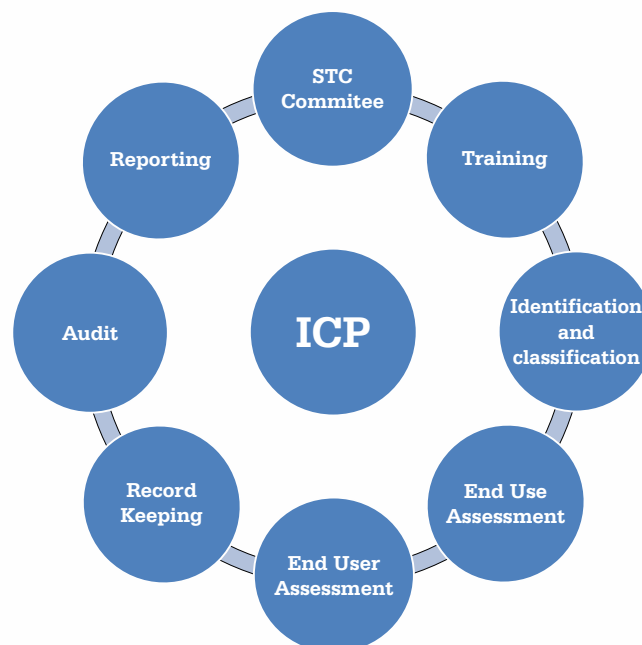 STC
Commitee
Training
Identification
and
classification
End Use
Assessment
End User
Assessment
Record
Keeping
Audit
Reporting
ICP